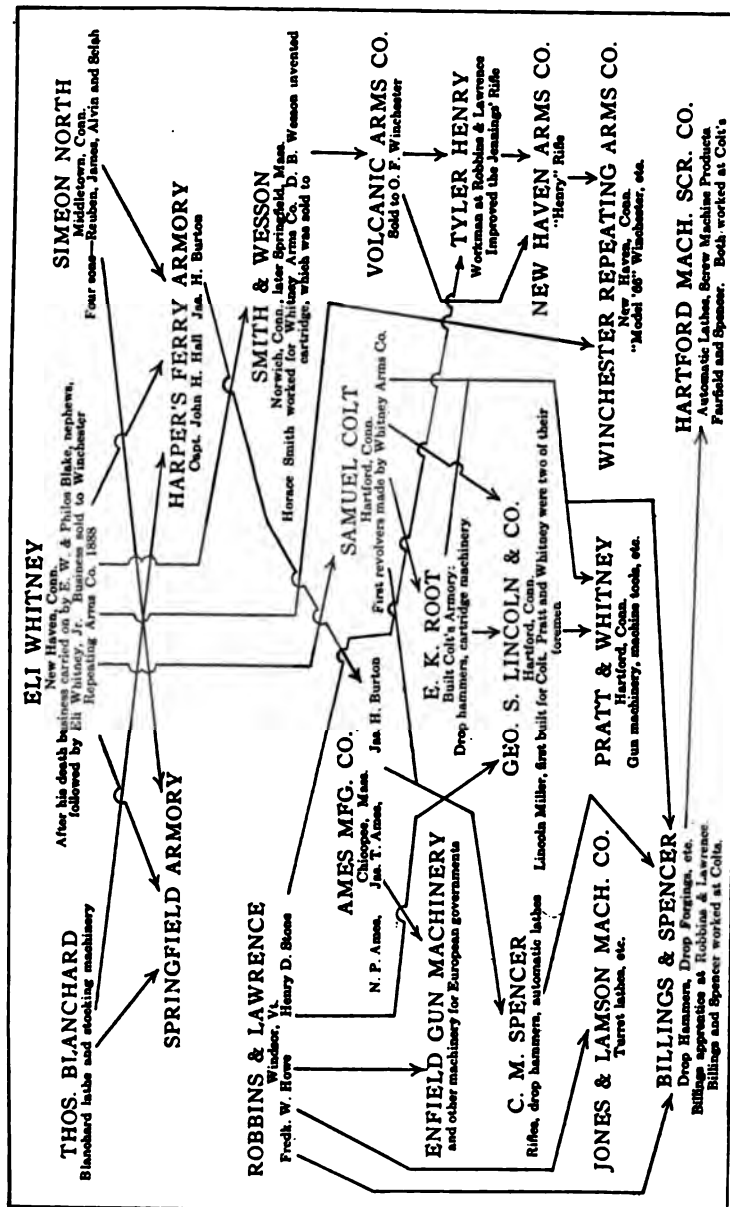 ELI WHITNEY
New Haven, Conn.
After his death business carried on by E. W. & Philos Blake, nephews,
followed by Eli Whitney, Jr. Business sold to Winchester
Repeating Arms Co. 1888
THOS. BLANCHARD
Blanchard lathe and stocking machinery
SIMEON NORTH
Middletown, Conn.
Four sons—Reuben, James, Alvin and Selah
SPRINGFIELD ARMORY
HARPER'S FERRY ARMORY
Capt. John H. Hall Jas. H. Burton
SMITH & WESSON
Norwich, Conn., later Springfield, Mass.
Horace Smith worked for Whitney Arms Co. D. B. Wesson invented
cartridge, which was sold to
ROBBINS & LAWRENCE
Windsor, Vt.
Fredk. W. Howe Henry D. Stone
AMES MFG. CO.
Chicopee, Mass.
N. P. Ames, Jas. T. Ames, Jas. H. Burton
SAMUEL COLT
Hartford, Conn.
First revolvers made by Whitney Arms Co.
VOLCANIC ARMS CO.
Sold to O. F. Winchester
ENFIELD GUN MACHINERY
and other machinery for European governments
E. K. ROOT
Built Colt's Armory:
Drop hammers, cartridge machinery
TYLER HENRY
Workman at Robbins & Lawrence
Improved the Jennings' Rifle
C. M. SPENCER
Rifles, drop hammers, automatic lathes
GEO. S. LINCOLN & CO.
Hartford, Conn.
Lincoln Miller, first built for Colt. Pratt and Whitney were two of their
foremen
NEW HAVEN ARMS CO.
"Henry" Rifle
JONES & LAMSON MACH. CO.
Turret lathes, etc.
PRATT & WHITNEY
Hartford, Conn.
Gun machinery, machine tools, etc.
WINCHESTER REPEATING ARMS CO.
New Haven, Conn.
"Model '66" Winchester, etc.
BILLINGS & SPENCER
Drop Hammers, Drop Forgings, etc.
Billings apprentice at Robbins & Lawrence
Billings and Spencer worked at Colts.
HARTFORD MACH. SCR. CO.
Automatic Lathes, Screw Machine Products
Fairfield and Spencer. Both worked at Colt's